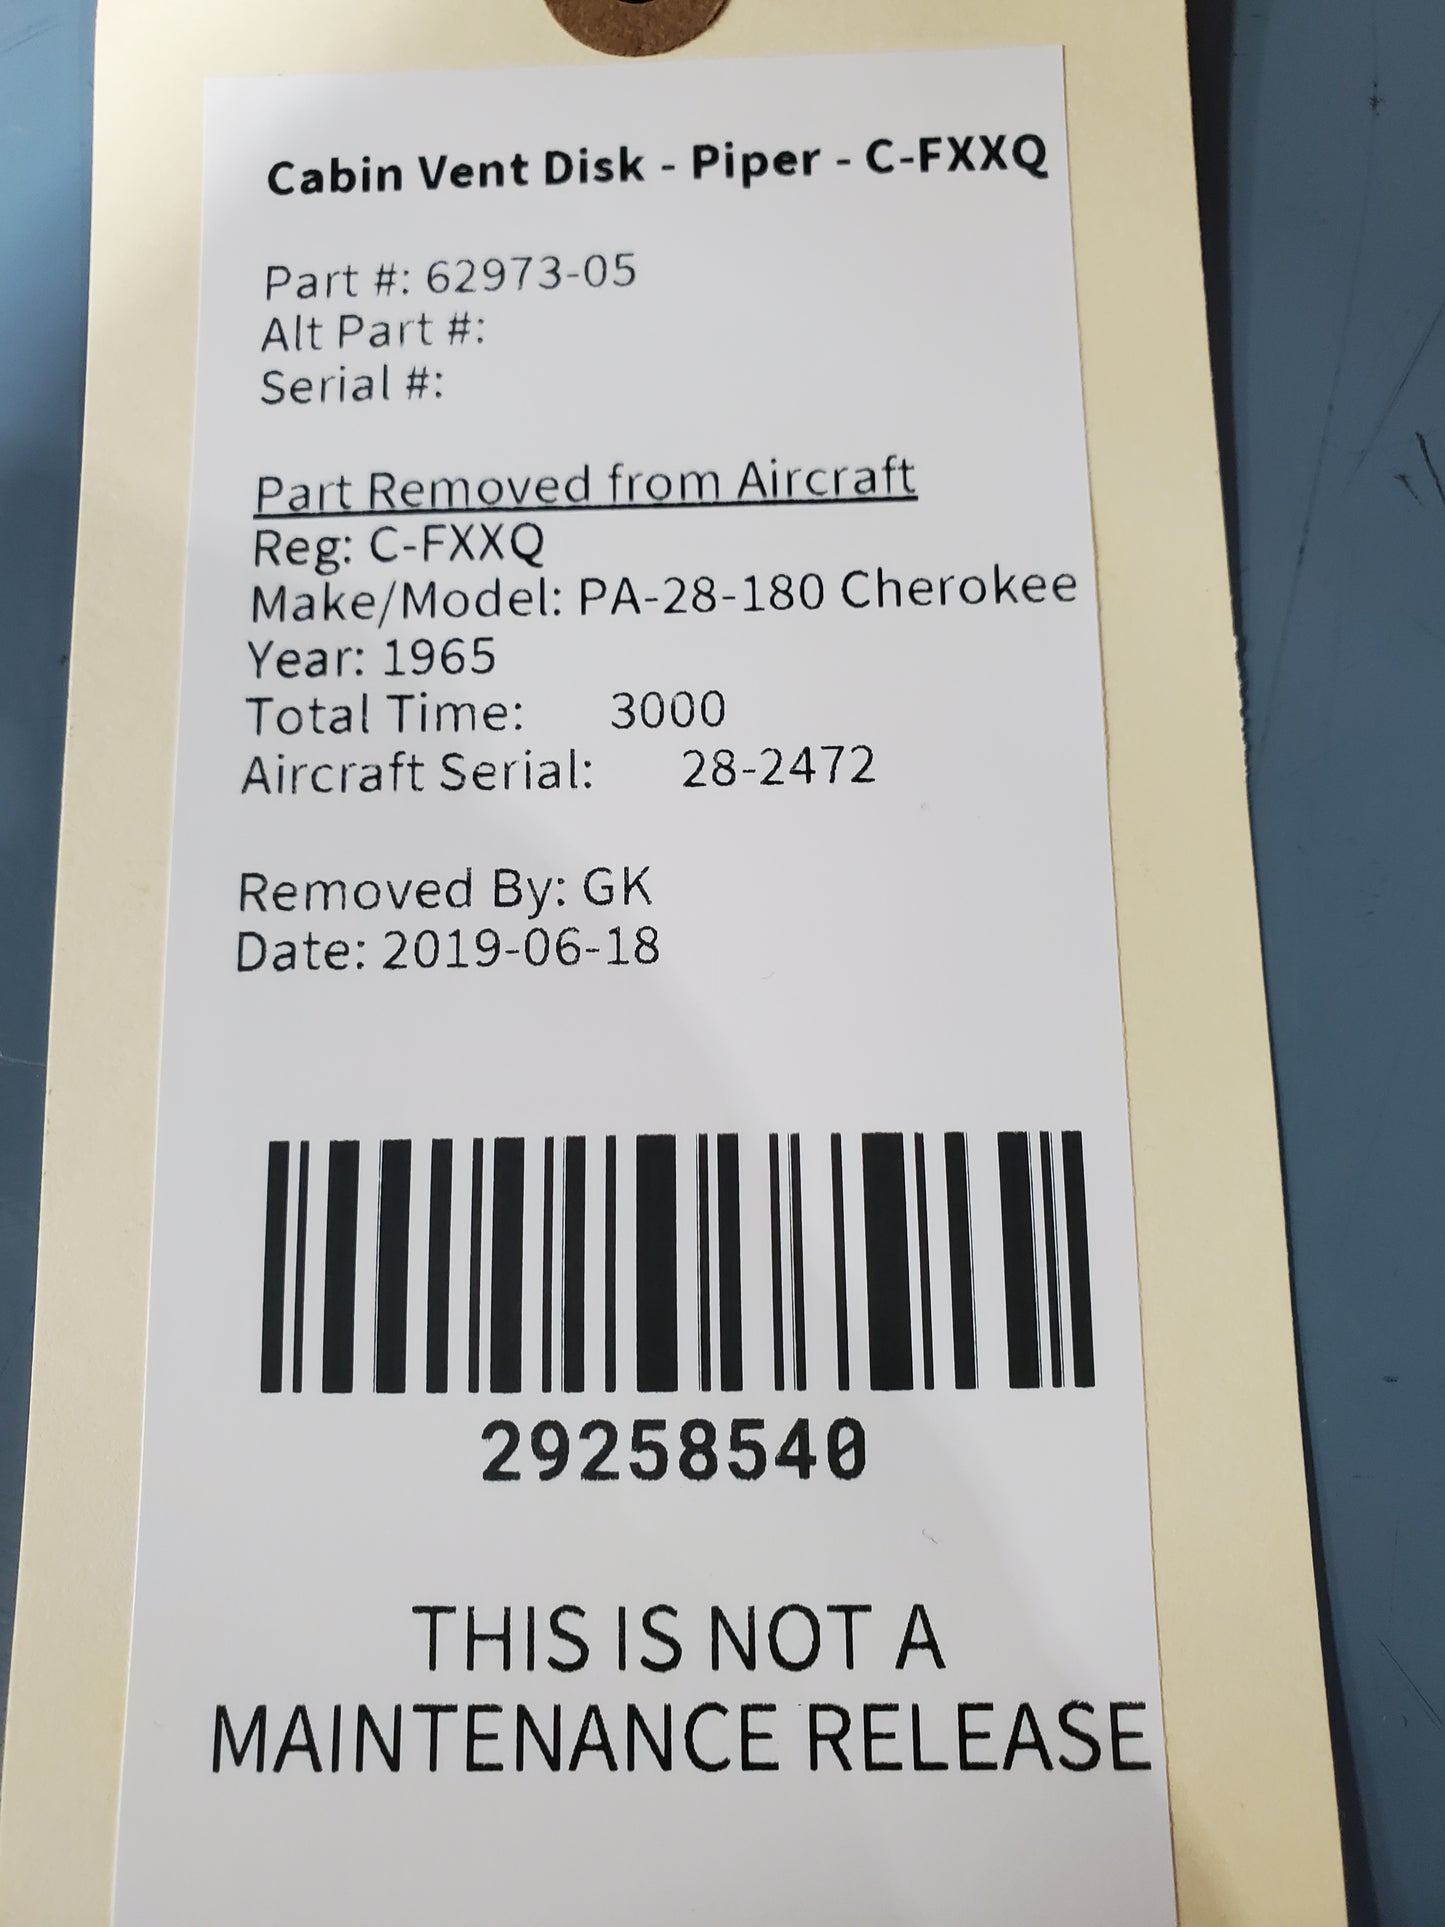 Cabin Vent Disk - Piper - C-FXXQ
Part #: 62973-05
Alt Part #:
Serial #:
Part Removed from Aircraft
Reg: C-FXXQ
Make/Model: PA-28-180 Cherokee
Year: 1965
Total Time: 3000
Aircraft Serial: 28-2472
Removed By: GK
Date: 2019-06-18
29258540
THIS IS NOT A
MAINTENANCE RELEASE